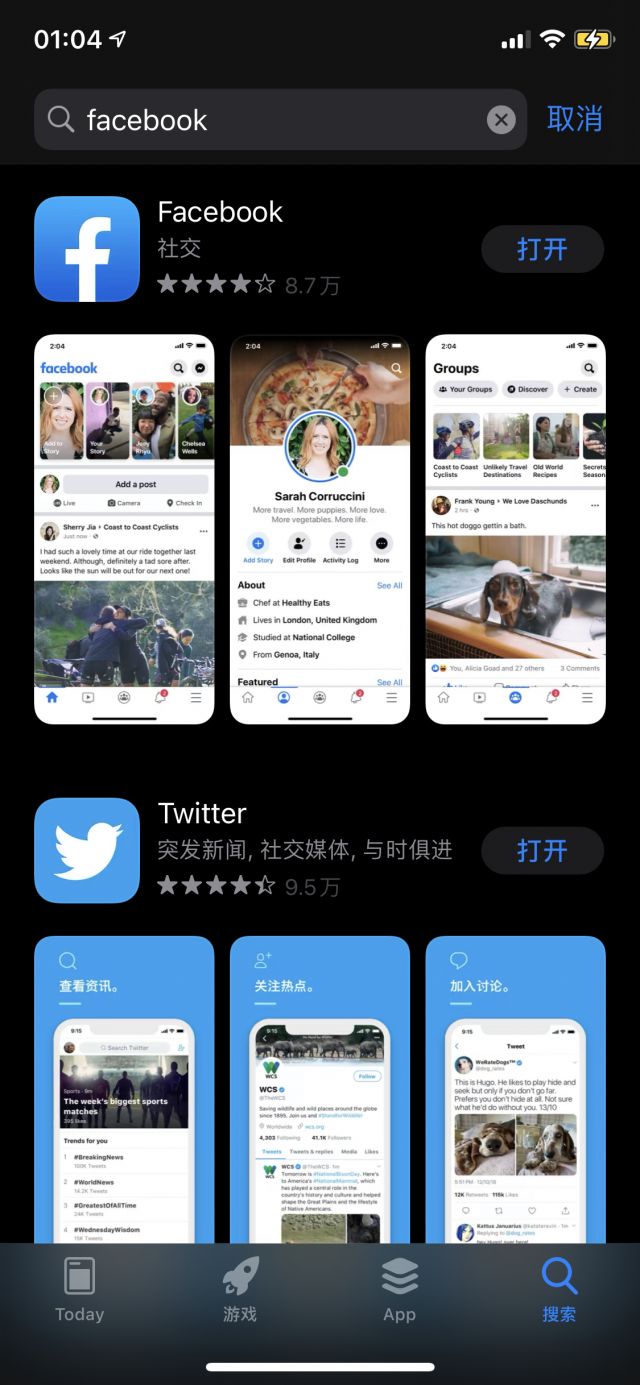 01:04
facebook
取消
Facebook
社交
打开
8.7万
2:04
facebook
Add to Story
Your Story
Joey Rhyu
Chelsea Wells
Add a post
Live
Camera
Check In
Sherry Jia ▸ Coast to Coast Cyclists
Just now
I had such a lovely time at our ride together last
weekend. Although, definitely a tad sore after.
Looks like the sun will be out for our next one!
2:04
Sarah Corruccini
More travel. More puppies. More love.
More vegetables. More life.
Add Story
Edit Profile
Activity Log
More
About
See All
Chef at Healthy Eats
Lives in London, United Kingdom
Studied at National College
From Genoa, Italy
Featured
See All
2:04
Groups
Your Groups
Discover
+ Create
Coast to Coast Cyclists
Unlikely Travel Destinations
Old World Recipes
Secrets Season
Frank Young ▸ We Love Daschunds
2 hrs
This hot doggo gettin a bath.
You, Alicia Goad and 27 others
3 Comments
Twitter
突发新闻, 社交媒体, 与时俱进
打开
9.5万
查看资讯。
9:15
Search Twitter
Sports · 9m
The week's biggest sports
matches
395 likes
Trends for you
1 #BreakingNews
100K Tweets
2 #WorldNews
14.2K Tweets
3 #GreatestOfAllTime
24K Tweets
4 #WednesdayWisdom
15K Tweets
关注热点。
9:15
WCS
Follow
WCS
@TheWCS
Saving wildlife and wild places around the globe
since 1895. Join us and #StandforWildlife
Worldwide
wcs.org
4,303 Following
41.1K Followers
Tweets
Tweets & replies
Media
Likes
WCS @TheWCS · 1m
Tomorrow is #NationalBisonDay. Here's
to America's #NationalMammal, which
has played a central role in the
country's history and culture and helped
shape the Great Plains and the lifestyle
of Native Americans.
加入讨论。
9:15
Tweet
WeRateDogs™
@dog_rates
This is Hugo. He likes to play hide and
seek but only if you don't go far.
Prefers you don't hide at all. Not sure
what he'd do without you. 13/10
5:51 PM · 12/10/18
12K Retweets
115k Likes
Kattus Januarius @katsteravin · 1m
Replying to @dog_rates
Today
游戏
App
搜索